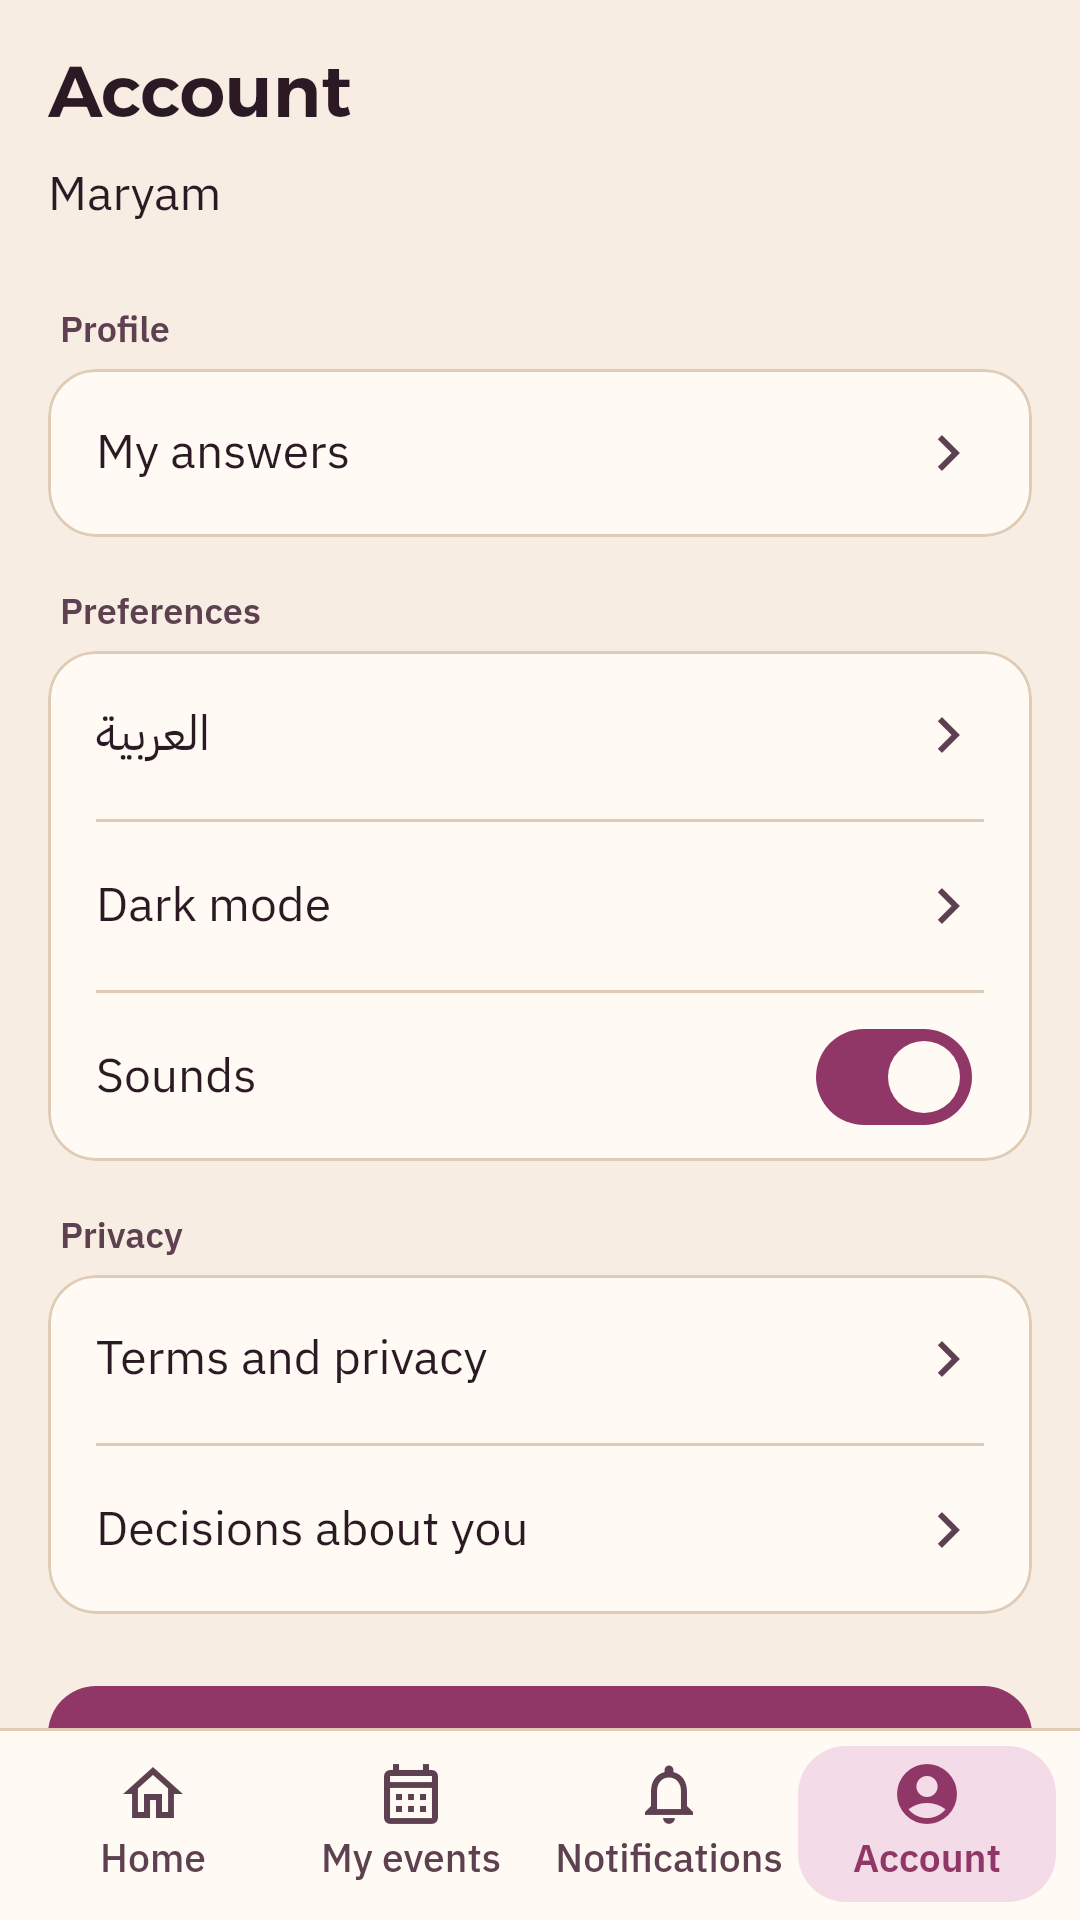 Account
Maryam
Profile
My answers
Preferences
العربية
Dark mode
Sounds
Privacy
Terms and privacy
Decisions about you
Home
My events
Notifications
Account